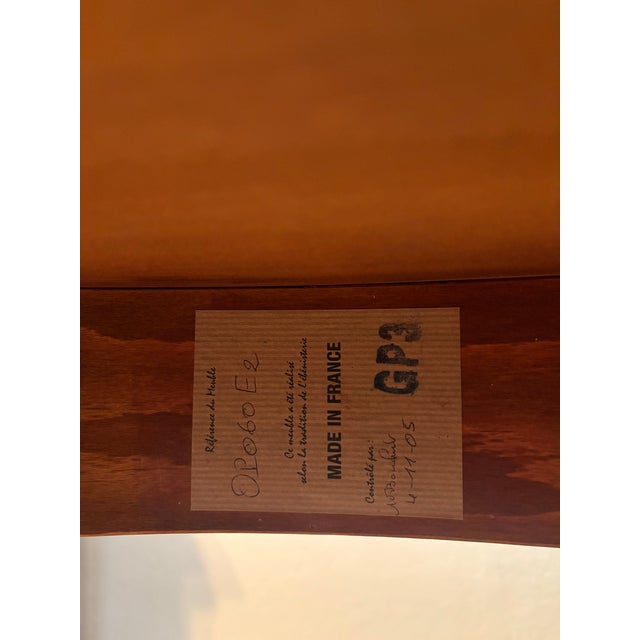 Référence du Meuble
OP060 E2
Ce meuble a été réalisé
selon la tradition de l'ébénisterie
MADE IN FRANCE
Contrôlé par:
4-11-05
GP3